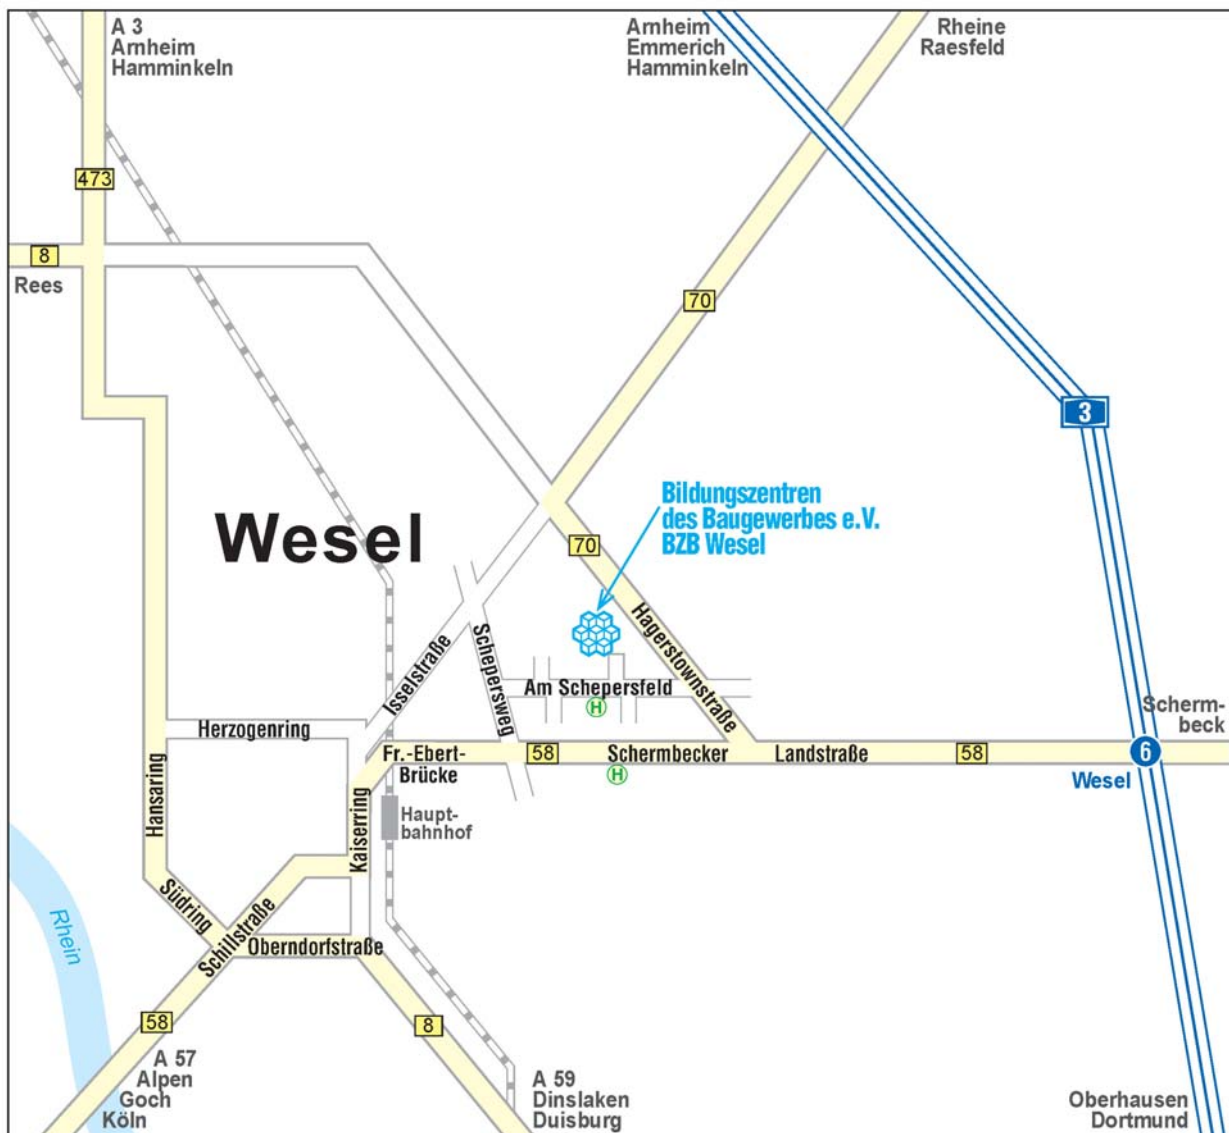 A 3
Arnheim
Hamminkeln
Arnheim
Emmerich
Hamminkeln
Rheine
Raesfeld
473
8
Rees
70
3
Bildungszentren
des Baugewerbes e.V.
BZB Wesel
Wesel
70
Hagerstownstraße
Isselstraße
Schepersweg
Am Schepersfeld
H
Scherm-
beck
Herzogenring
Fr.-Ebert-
Brücke
58
Schermbecker
Landstraße
58
6
H
Wesel
Hansaring
Kaiserring
Haupt-
bahnhof
Südring
Schillstraße
Oberndorfstraße
Rhein
58
8
A 57
Alpen
Goch
Köln
A 59
Dinslaken
Duisburg
Oberhausen
Dortmund